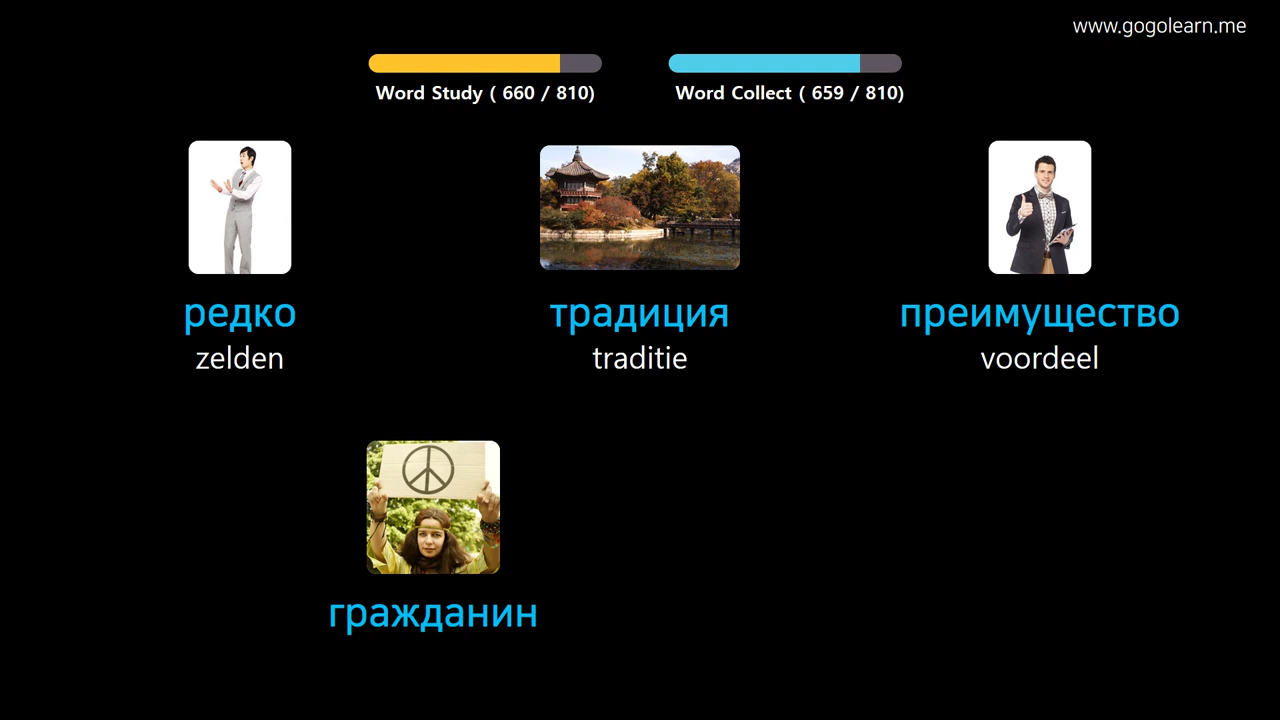 www.gogolearn.me
Word Study ( 660 / 810)
Word Collect ( 659 / 810)
редко
традиция
преимущество
zelden
traditie
voordeel
гражданин